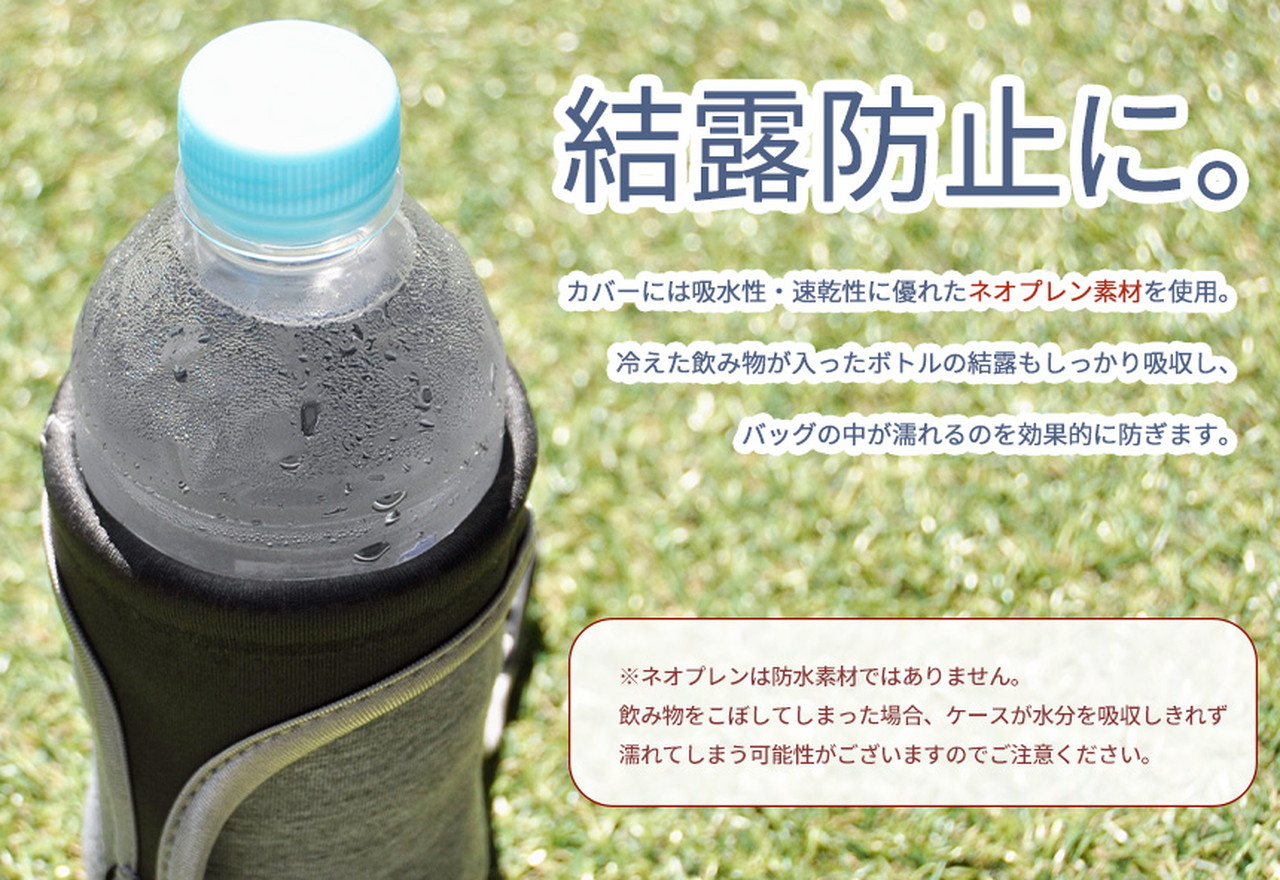 結露防止に。
カバーには吸水性・速乾性に優れたネオプレン素材を使用。
冷えた飲み物が入ったボトルの結露もしっかり吸収し、
バッグの中が濡れるのを効果的に防ぎます。
※ネオプレンは防水素材ではありません。
飲み物をこぼしてしまった場合、ケースが水分を吸収しきれず
濡れてしまう可能性がございますのでご注意ください。